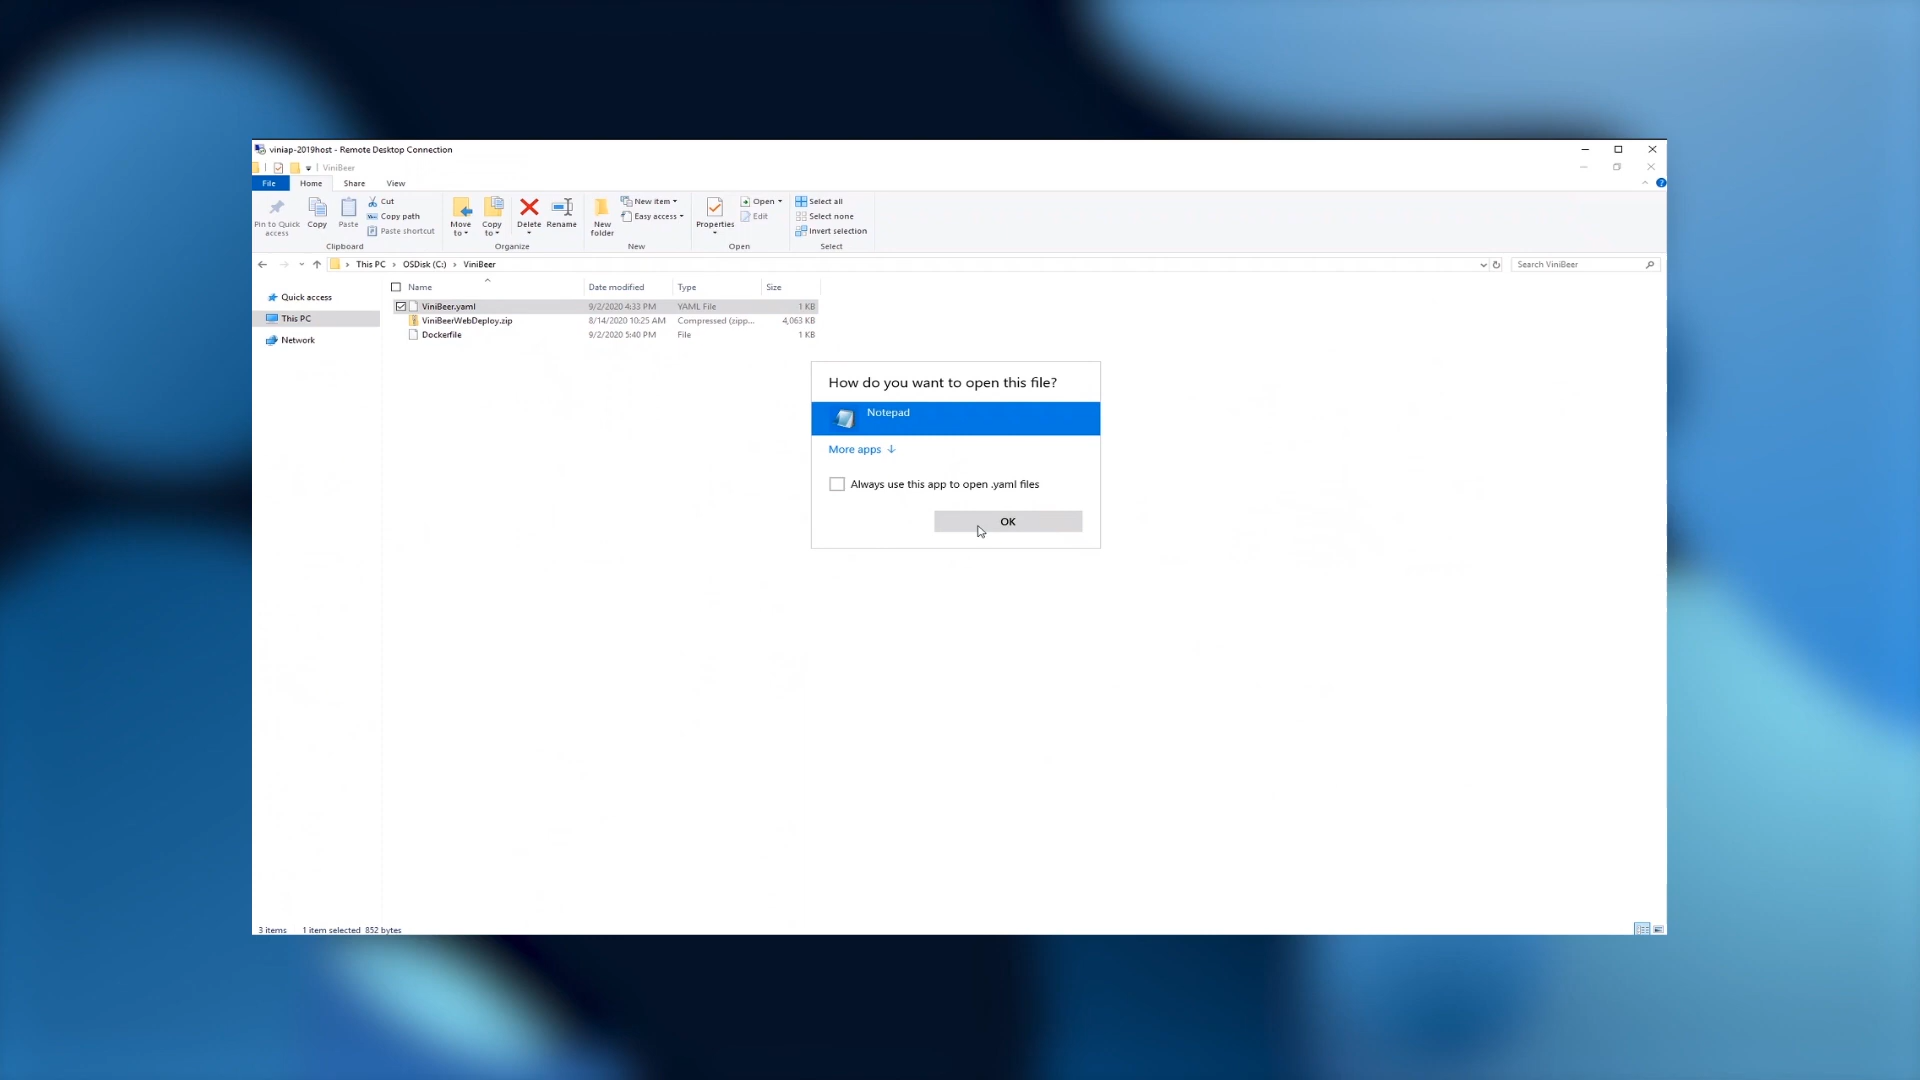 viniap-2019host - Remote Desktop Connection
ViniBeer
File Home Share View
Pin to Quick access
Copy
Paste
Cut
Copy path
Paste shortcut
Move to
Copy to
Delete
Rename
New folder
New item
Easy access
Properties
Open
Edit
Select all
Select none
Invert selection
Clipboard Organize New Open Select
This PC > OSDisk (C:) > ViniBeer
Search ViniBeer
Quick access
This PC
Network
Name Date modified Type Size
ViniBeer.yaml 9/2/2020 4:33 PM YAML File 1 KB
ViniBeerWebDeploy.zip 8/14/2020 10:25 AM Compressed (zipp... 4,063 KB
Dockerfile 9/2/2020 5:40 PM File 1 KB
How do you want to open this file?
Notepad
More apps
Always use this app to open .yaml files
OK
3 items 1 item selected 852 bytes